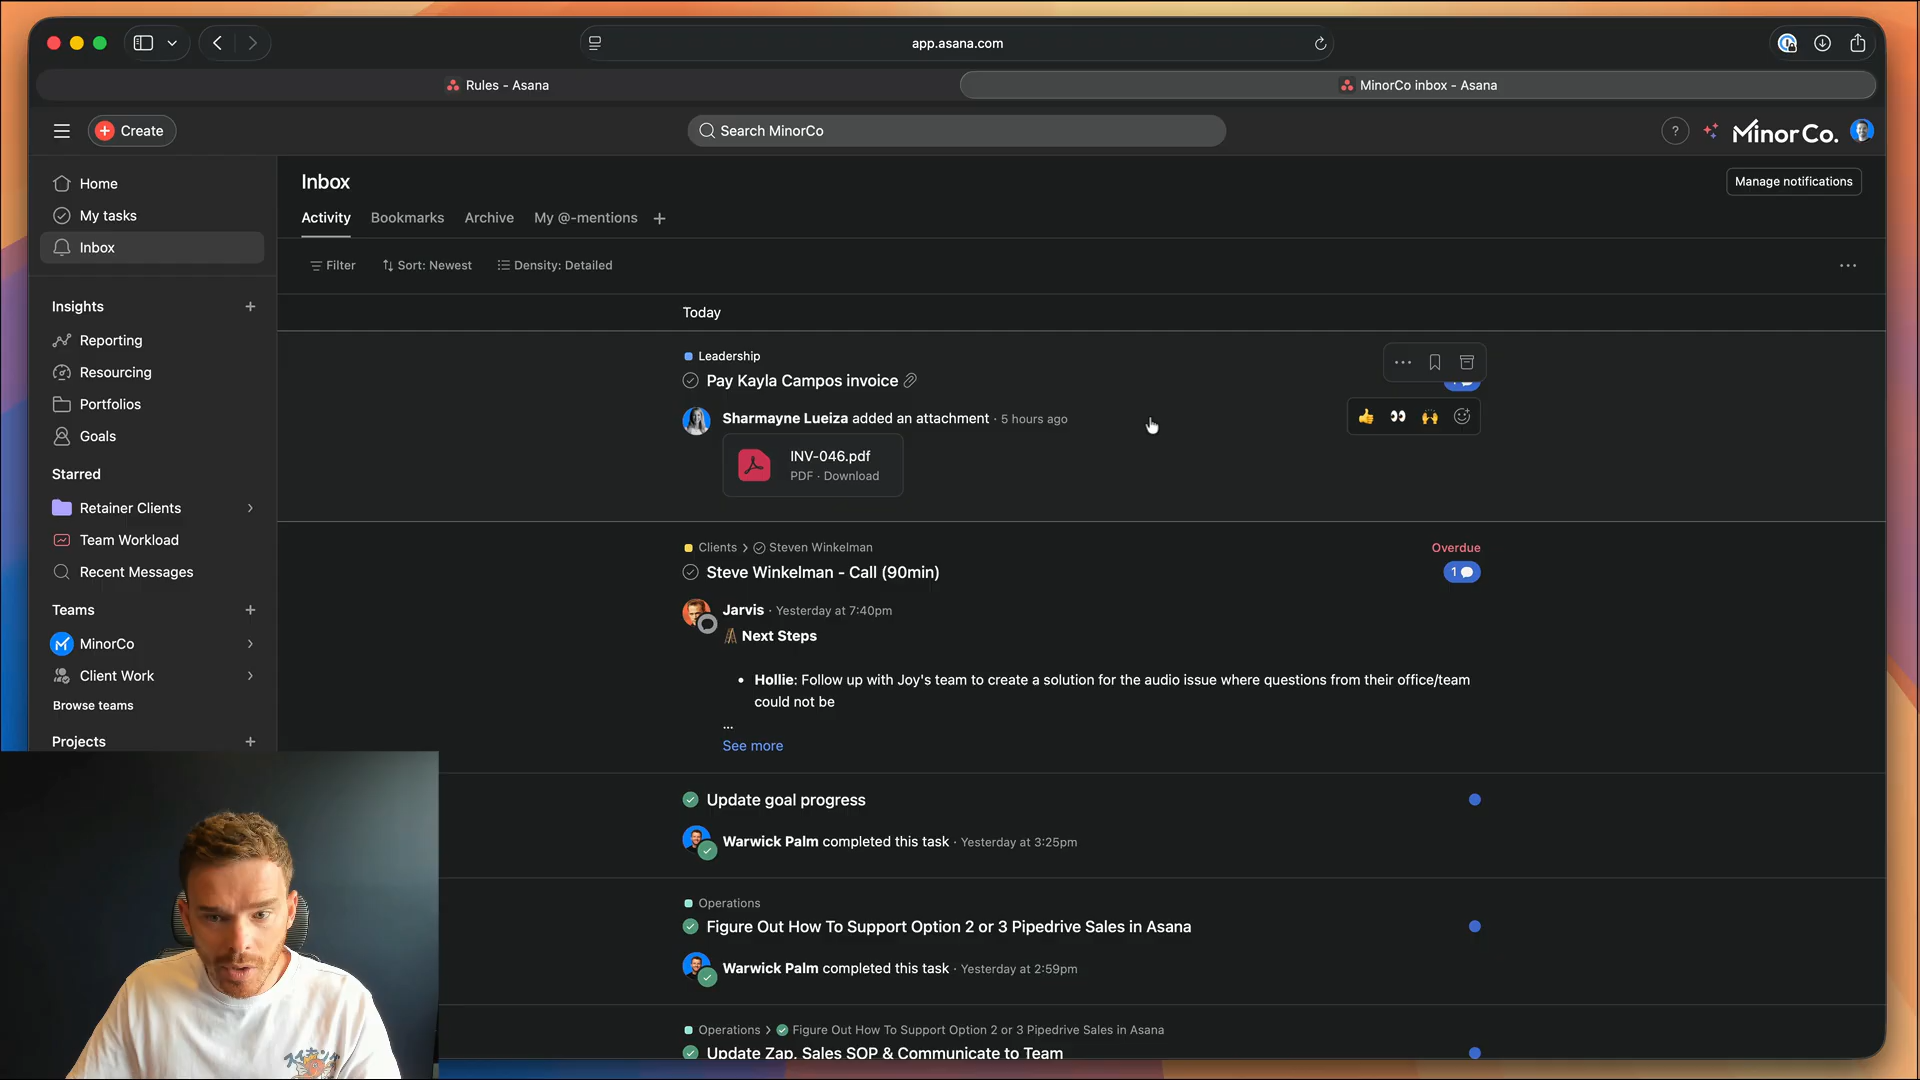 app.asana.com
Rules - Asana
MinorCo inbox - Asana
Create
Search MinorCo
?
MinorCo.
Home
My tasks
Inbox
Insights
Reporting
Resourcing
Portfolios
Goals
Starred
Retainer Clients
Team Workload
Recent Messages
Teams
MinorCo
Client Work
Browse teams
Projects
Inbox
Manage notifications
Activity
Bookmarks
Archive
My @-mentions
Filter
Sort: Newest
Density: Detailed
Today
Leadership
Pay Kayla Campos invoice
Sharmayne Lueiza added an attachment · 5 hours ago
INV-046.pdf
PDF · Download
Clients > Steven Winkelman
Overdue
Steve Winkelman - Call (90min)
1
Jarvis · Yesterday at 7:40pm
Next Steps
• Hollie: Follow up with Joy's team to create a solution for the audio issue where questions from their office/team
could not be
...
See more
Update goal progress
Warwick Palm completed this task · Yesterday at 3:25pm
Operations
Figure Out How To Support Option 2 or 3 Pipedrive Sales in Asana
Warwick Palm completed this task · Yesterday at 2:59pm
Operations > Figure Out How To Support Option 2 or 3 Pipedrive Sales in Asana
Update Zap, Sales SOP & Communicate to Team